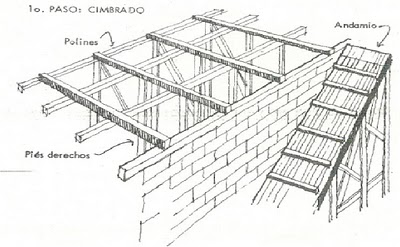 1o. PASO: CIMBRADO
Andamio
Polines
Piés derechos